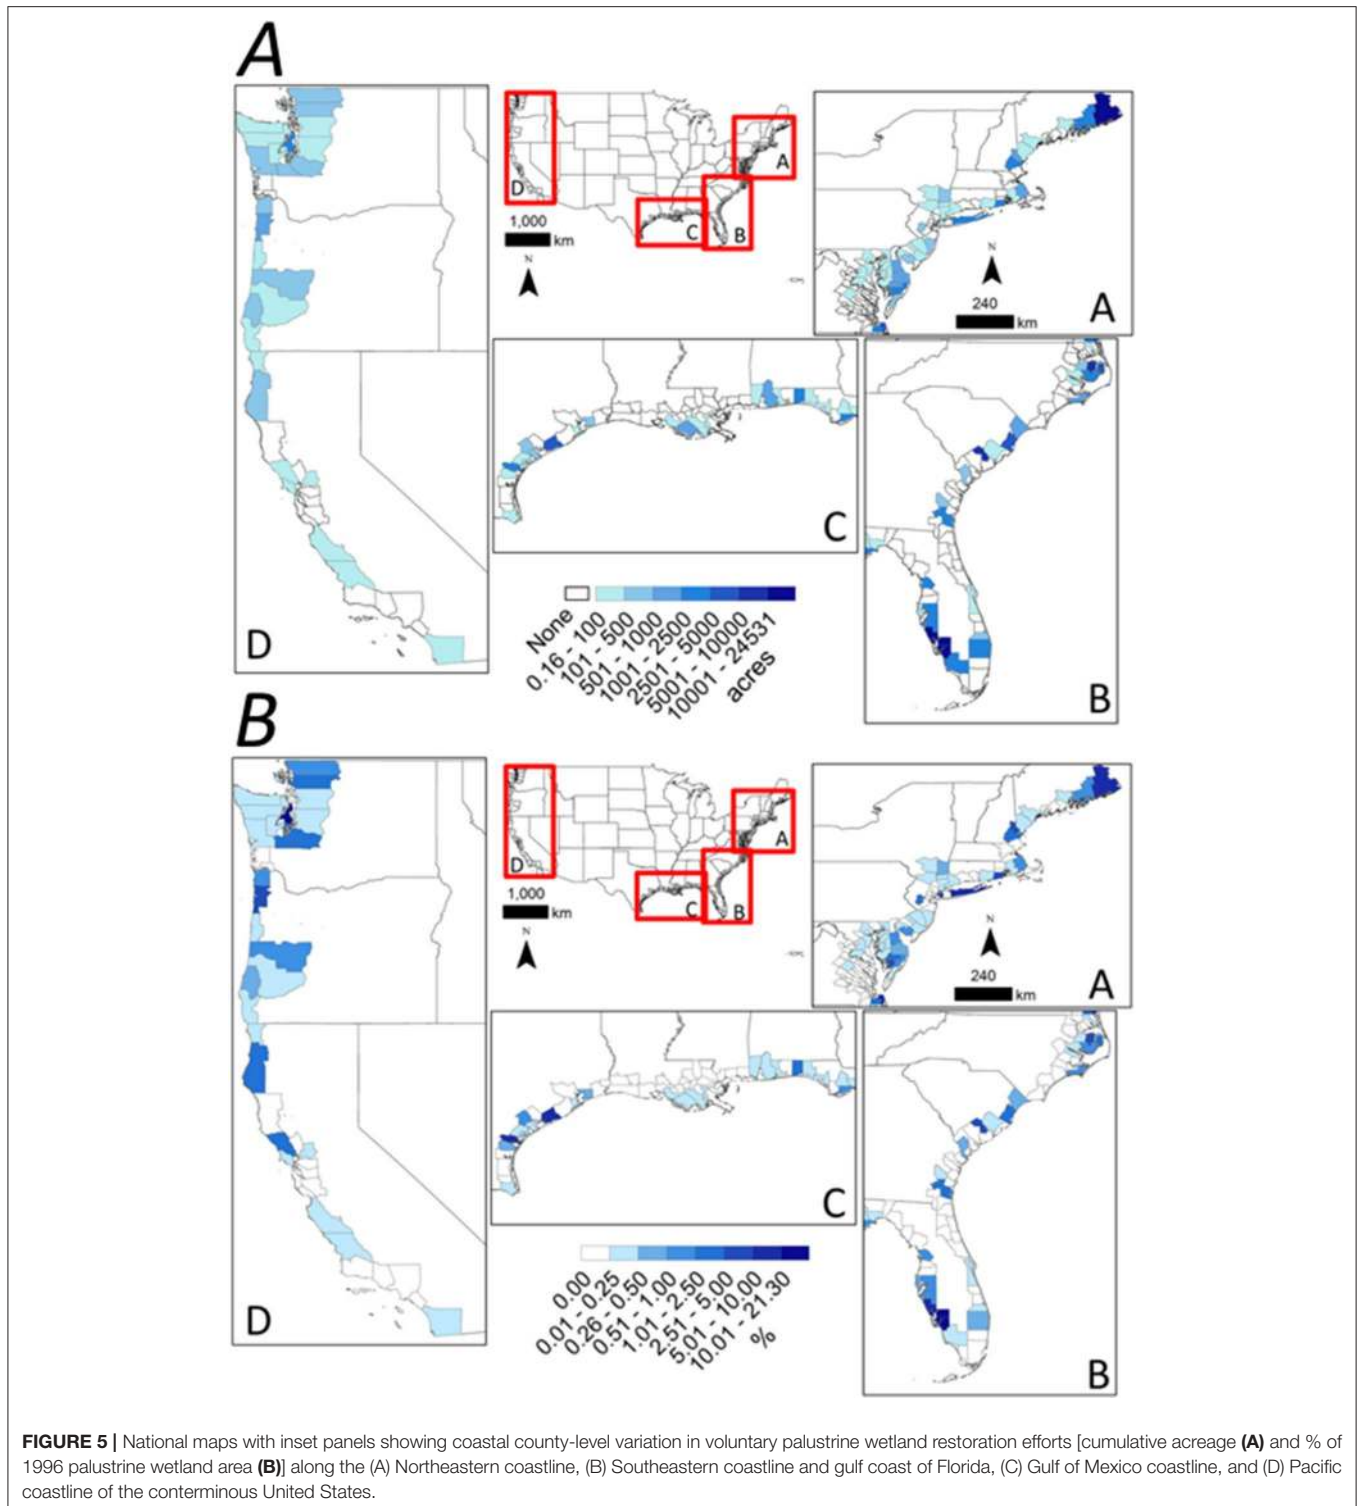 A
D
A
B
C
D
1,000
km
N
N
240
km
A
C
B
None
0.16 - 100
101 - 500
501 - 1000
1001 - 2500
2501 - 5000
5001 - 10000
10001 - 24531
acres
B
D
A
B
C
D
1,000
km
N
N
240
km
A
C
B
0.00
0.01 - 0.25
0.26 - 0.50
0.51 - 1.00
1.01 - 2.50
2.51 - 5.00
5.01 - 10.00
10.01 - 21.30
%
FIGURE 5 | National maps with inset panels showing coastal county-level variation in voluntary palustrine wetland restoration efforts [cumulative acreage (A) and % of
1996 palustrine wetland area (B)] along the (A) Northeastern coastline, (B) Southeastern coastline and gulf coast of Florida, (C) Gulf of Mexico coastline, and (D) Pacific
coastline of the conterminous United States.